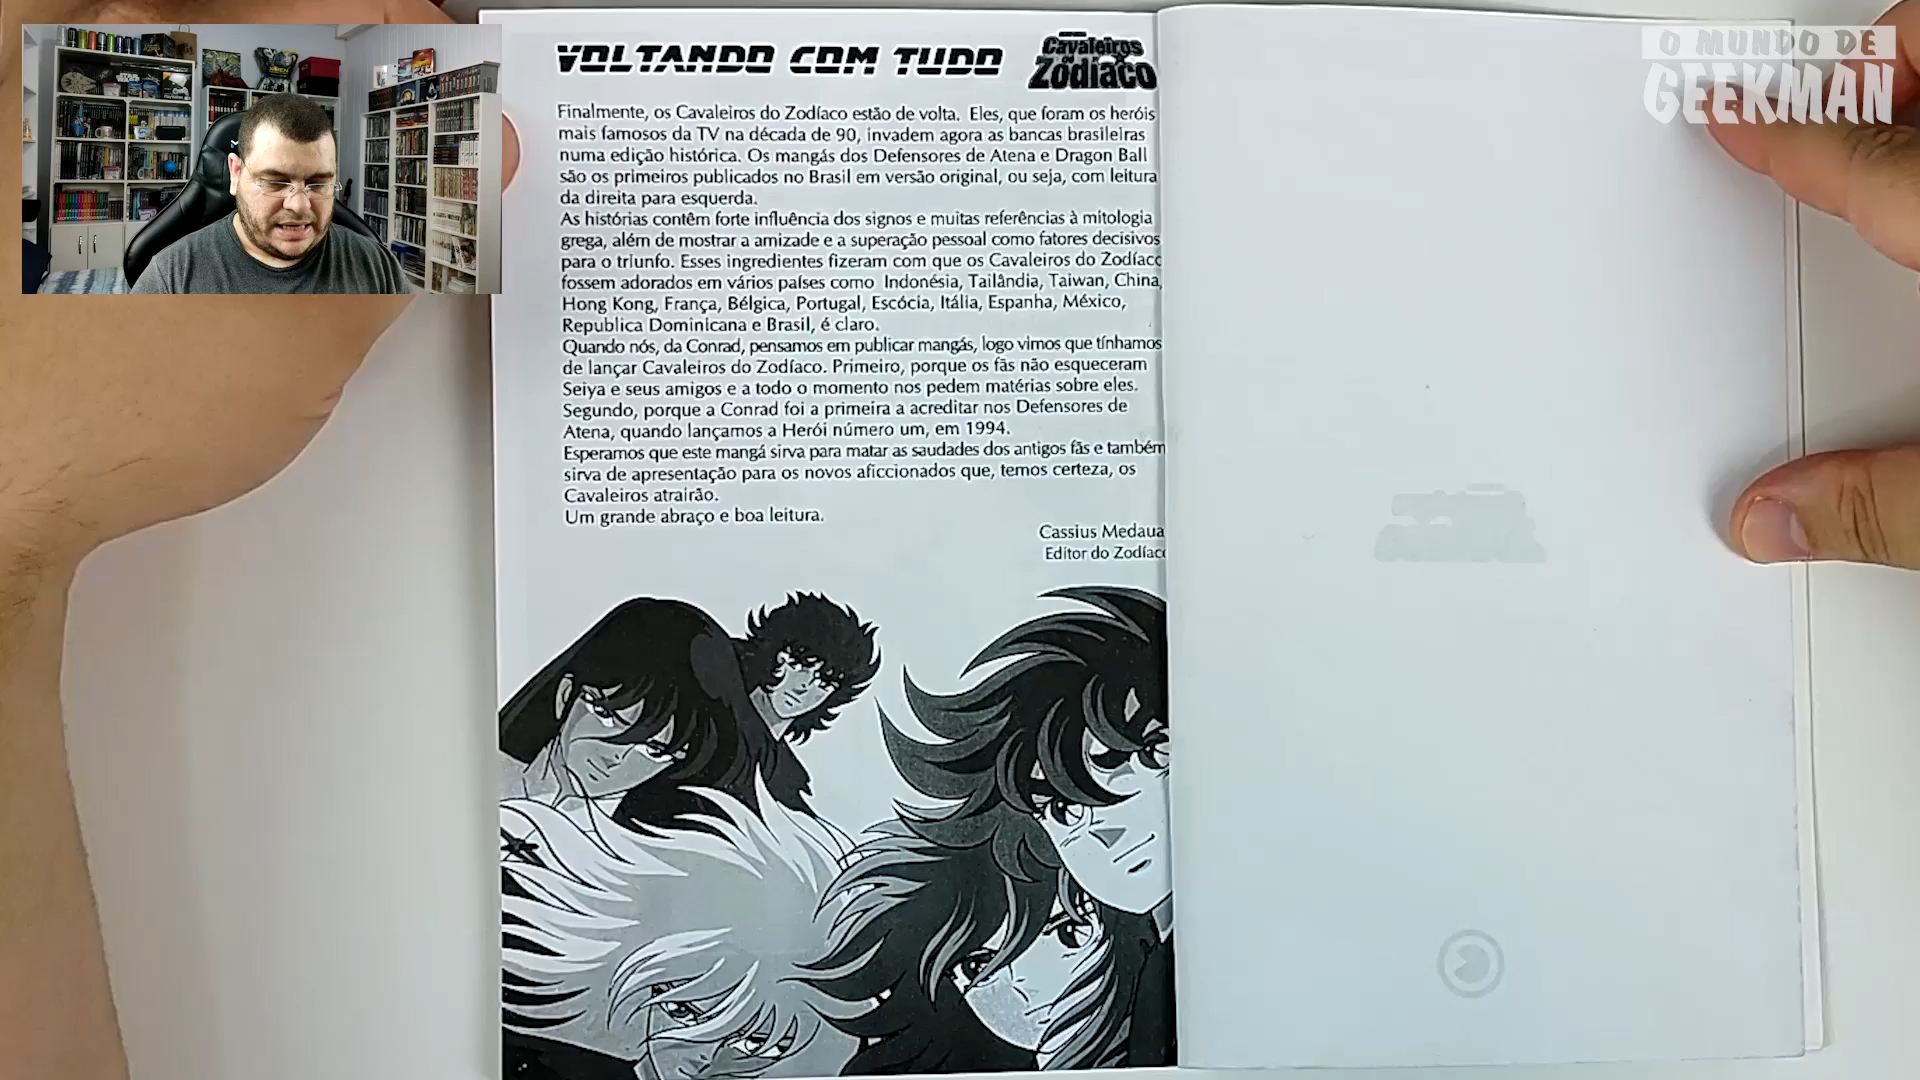 VOLTANDO COM TUDO
Cavaleiros
do
Zodíaco
Finalmente, os Cavaleiros do Zodíaco estão de volta. Eles, que foram os heróis
mais famosos da TV na década de 90, invadem agora as bancas brasileiras
numa edição histórica. Os mangás dos Defensores de Atena e Dragon Ball
são os primeiros publicados no Brasil em versão original, ou seja, com leitura
da direita para esquerda.
As histórias contêm forte influência dos signos e muitas referências à mitologia
grega, além de mostrar a amizade e a superação pessoal como fatores decisivos
para o triunfo. Esses ingredientes fizeram com que os Cavaleiros do Zodíaco
fossem adorados em vários países como Indonésia, Tailândia, Taiwan, China,
Hong Kong, França, Bélgica, Portugal, Escócia, Itália, Espanha, México,
Republica Dominicana e Brasil, é claro.
Quando nós, da Conrad, pensamos em publicar mangás, logo vimos que tínhamos
de lançar Cavaleiros do Zodíaco. Primeiro, porque os fãs não esqueceram
Seiya e seus amigos e a todo o momento nos pedem matérias sobre eles.
Segundo, porque a Conrad foi a primeira a acreditar nos Defensores de
Atena, quando lançamos a Herói número um, em 1994.
Esperamos que este mangá sirva para matar as saudades dos antigos fãs e também
sirva de apresentação para os novos aficcionados que, temos certeza, os
Cavaleiros atrairão.
Um grande abraço e boa leitura.
Cassius Medaua
Editor do Zodíaco
O MUNDO DE
GEEKMAN